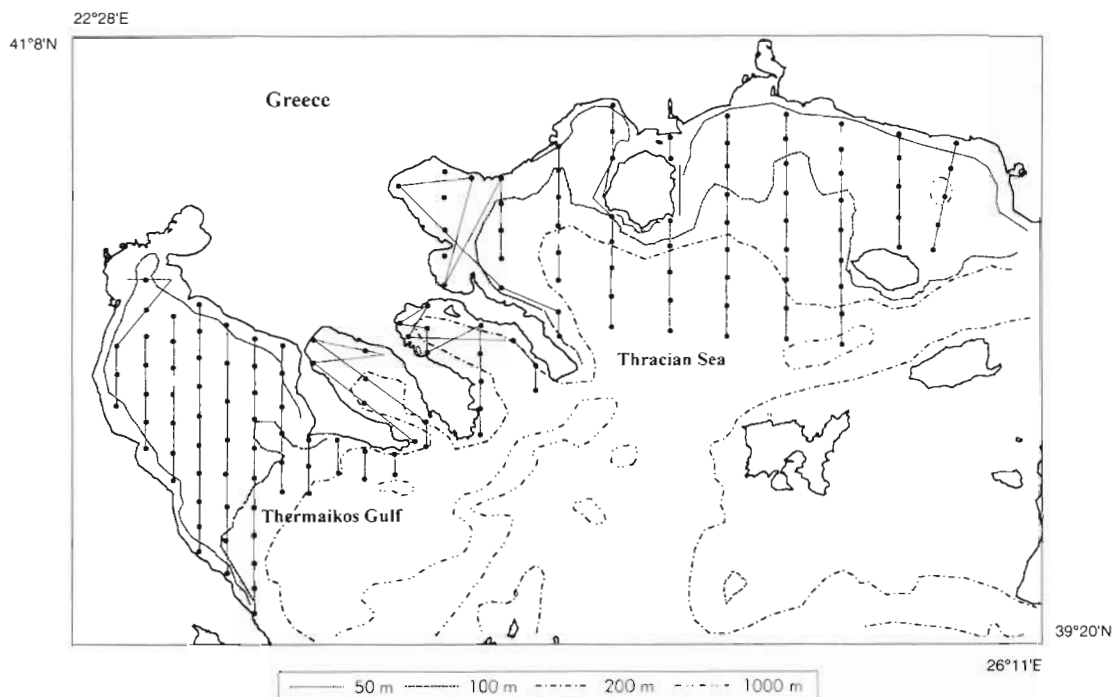 22°28'E
41°8'N
Greece
Thracian Sea
Thermaikos Gulf
39°20'N
26°11'E
50 m 100 m 200 m 1000 m